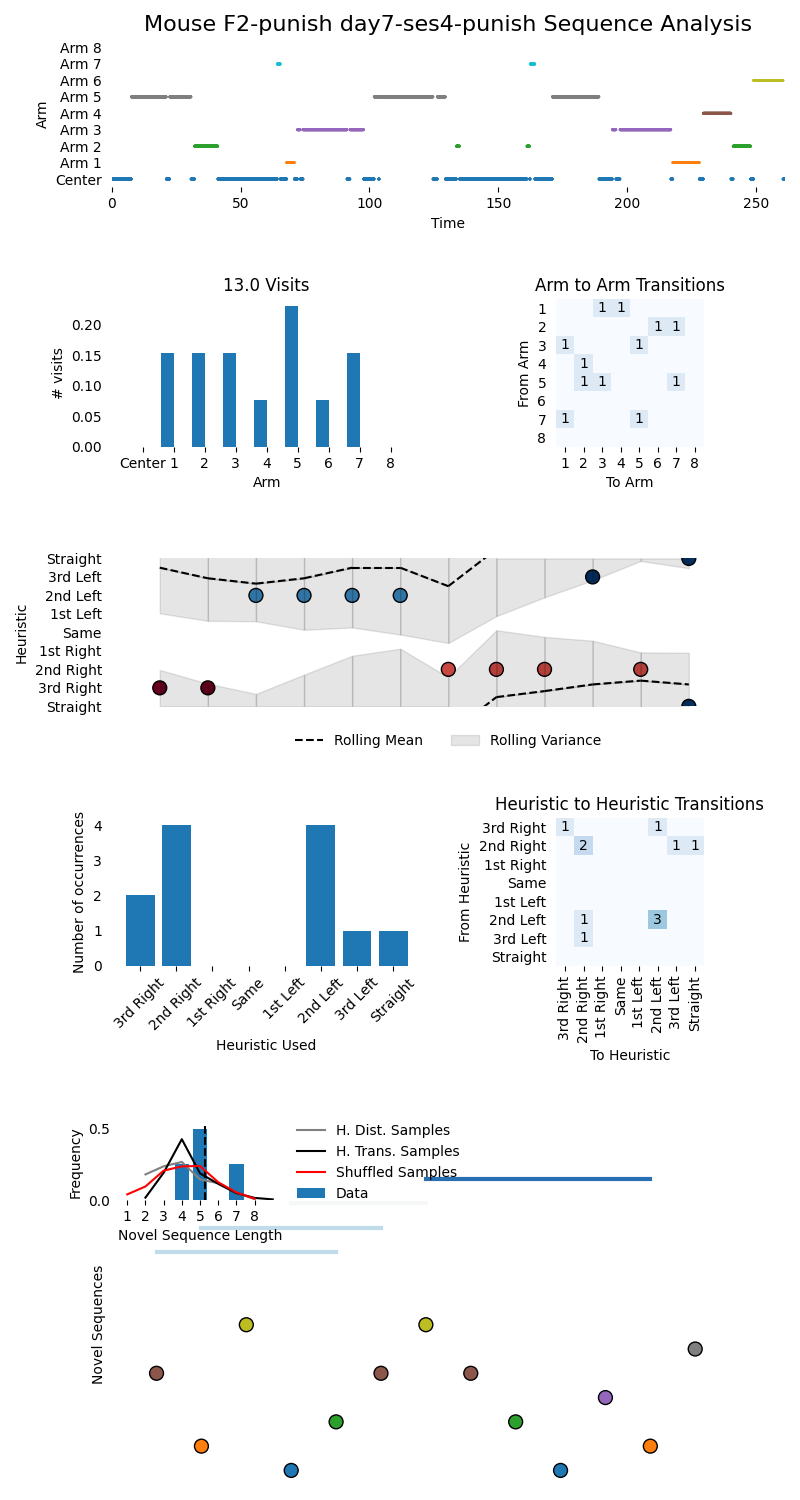 Mouse F2-punish day7-ses4-punish Sequence Analysis
Arm 8
Arm 7
Arm 6
Arm 5
Arm 4
Arm 3
Arm 2
Arm 1
Center
Arm
0 50 100 150 200 250
Time
13.0 Visits
0.20
0.15
0.10
0.05
0.00
# visits
Center 1 2 3 4 5 6 7 8
Arm
Arm to Arm Transitions
1 1 1
2 1 1
3 1 1
4 1
5 1 1 1
6
7 1 1
8
From Arm
1 2 3 4 5 6 7 8
To Arm
Straight
3rd Left
2nd Left
1st Left
Same
1st Right
2nd Right
3rd Right
Straight
Heuristic
Rolling Mean
Rolling Variance
4
3
2
1
0
Number of occurrences
3rd Right
2nd Right
1st Right
Same
1st Left
2nd Left
3rd Left
Straight
Heuristic Used
Heuristic to Heuristic Transitions
3rd Right 1 1
2nd Right 2 1 1
1st Right
Same
1st Left
2nd Left 1 3
3rd Left 1
Straight
From Heuristic
3rd Right
2nd Right
1st Right
Same
1st Left
2nd Left
3rd Left
Straight
To Heuristic
0.5
0.0
Frequency
1 2 3 4 5 6 7 8
Novel Sequence Length
H. Dist. Samples
H. Trans. Samples
Shuffled Samples
Data
Novel Sequences